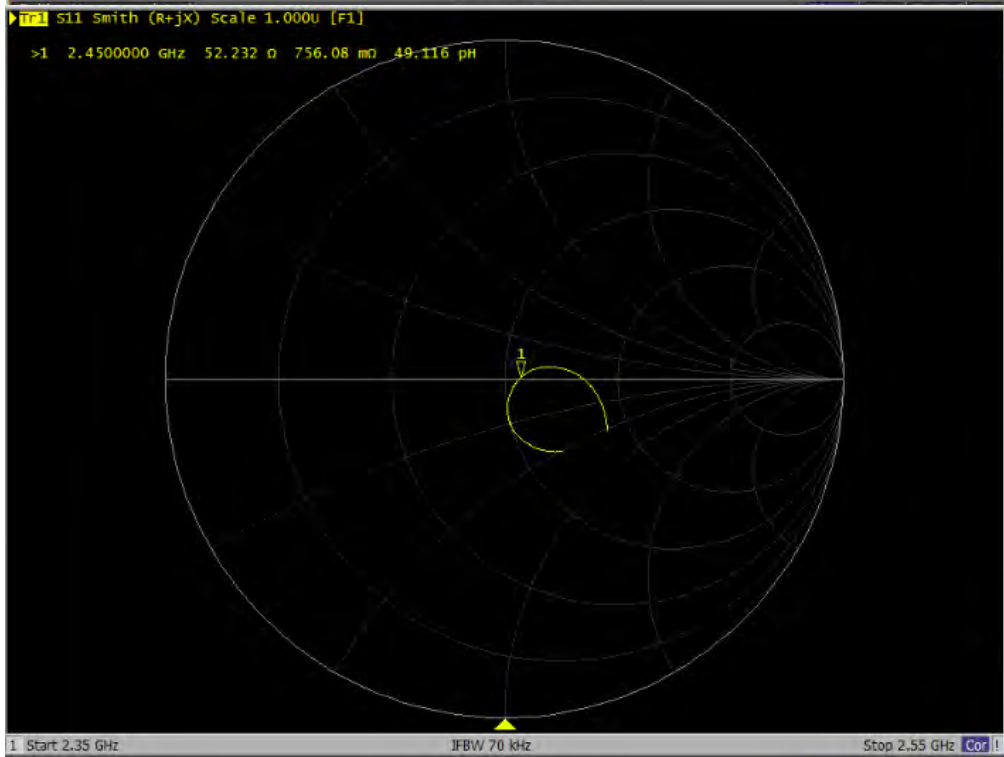 Tr1 S11 Smith (R+jX) Scale 1.000U [F1]
>1 2.4500000 GHz 52.232 Ω 756.08 mΩ 49.116 pH
1
1 Start 2.35 GHz IFBW 70 kHz Stop 2.55 GHz Cor !